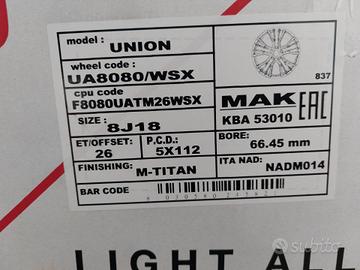 model : UNION
wheel code :
UA8080/WSX
cpu code
F8080UATM26WSX
SIZE :
8J18
ET/OFFSET: P.C.D.:
26 5X112
FINISHING: M-TITAN
BAR CODE
837
MAK EAC
KBA 53010
BORE:
66.45 mm
ITA NAD:
NADM014
LIGHT ALL
subito